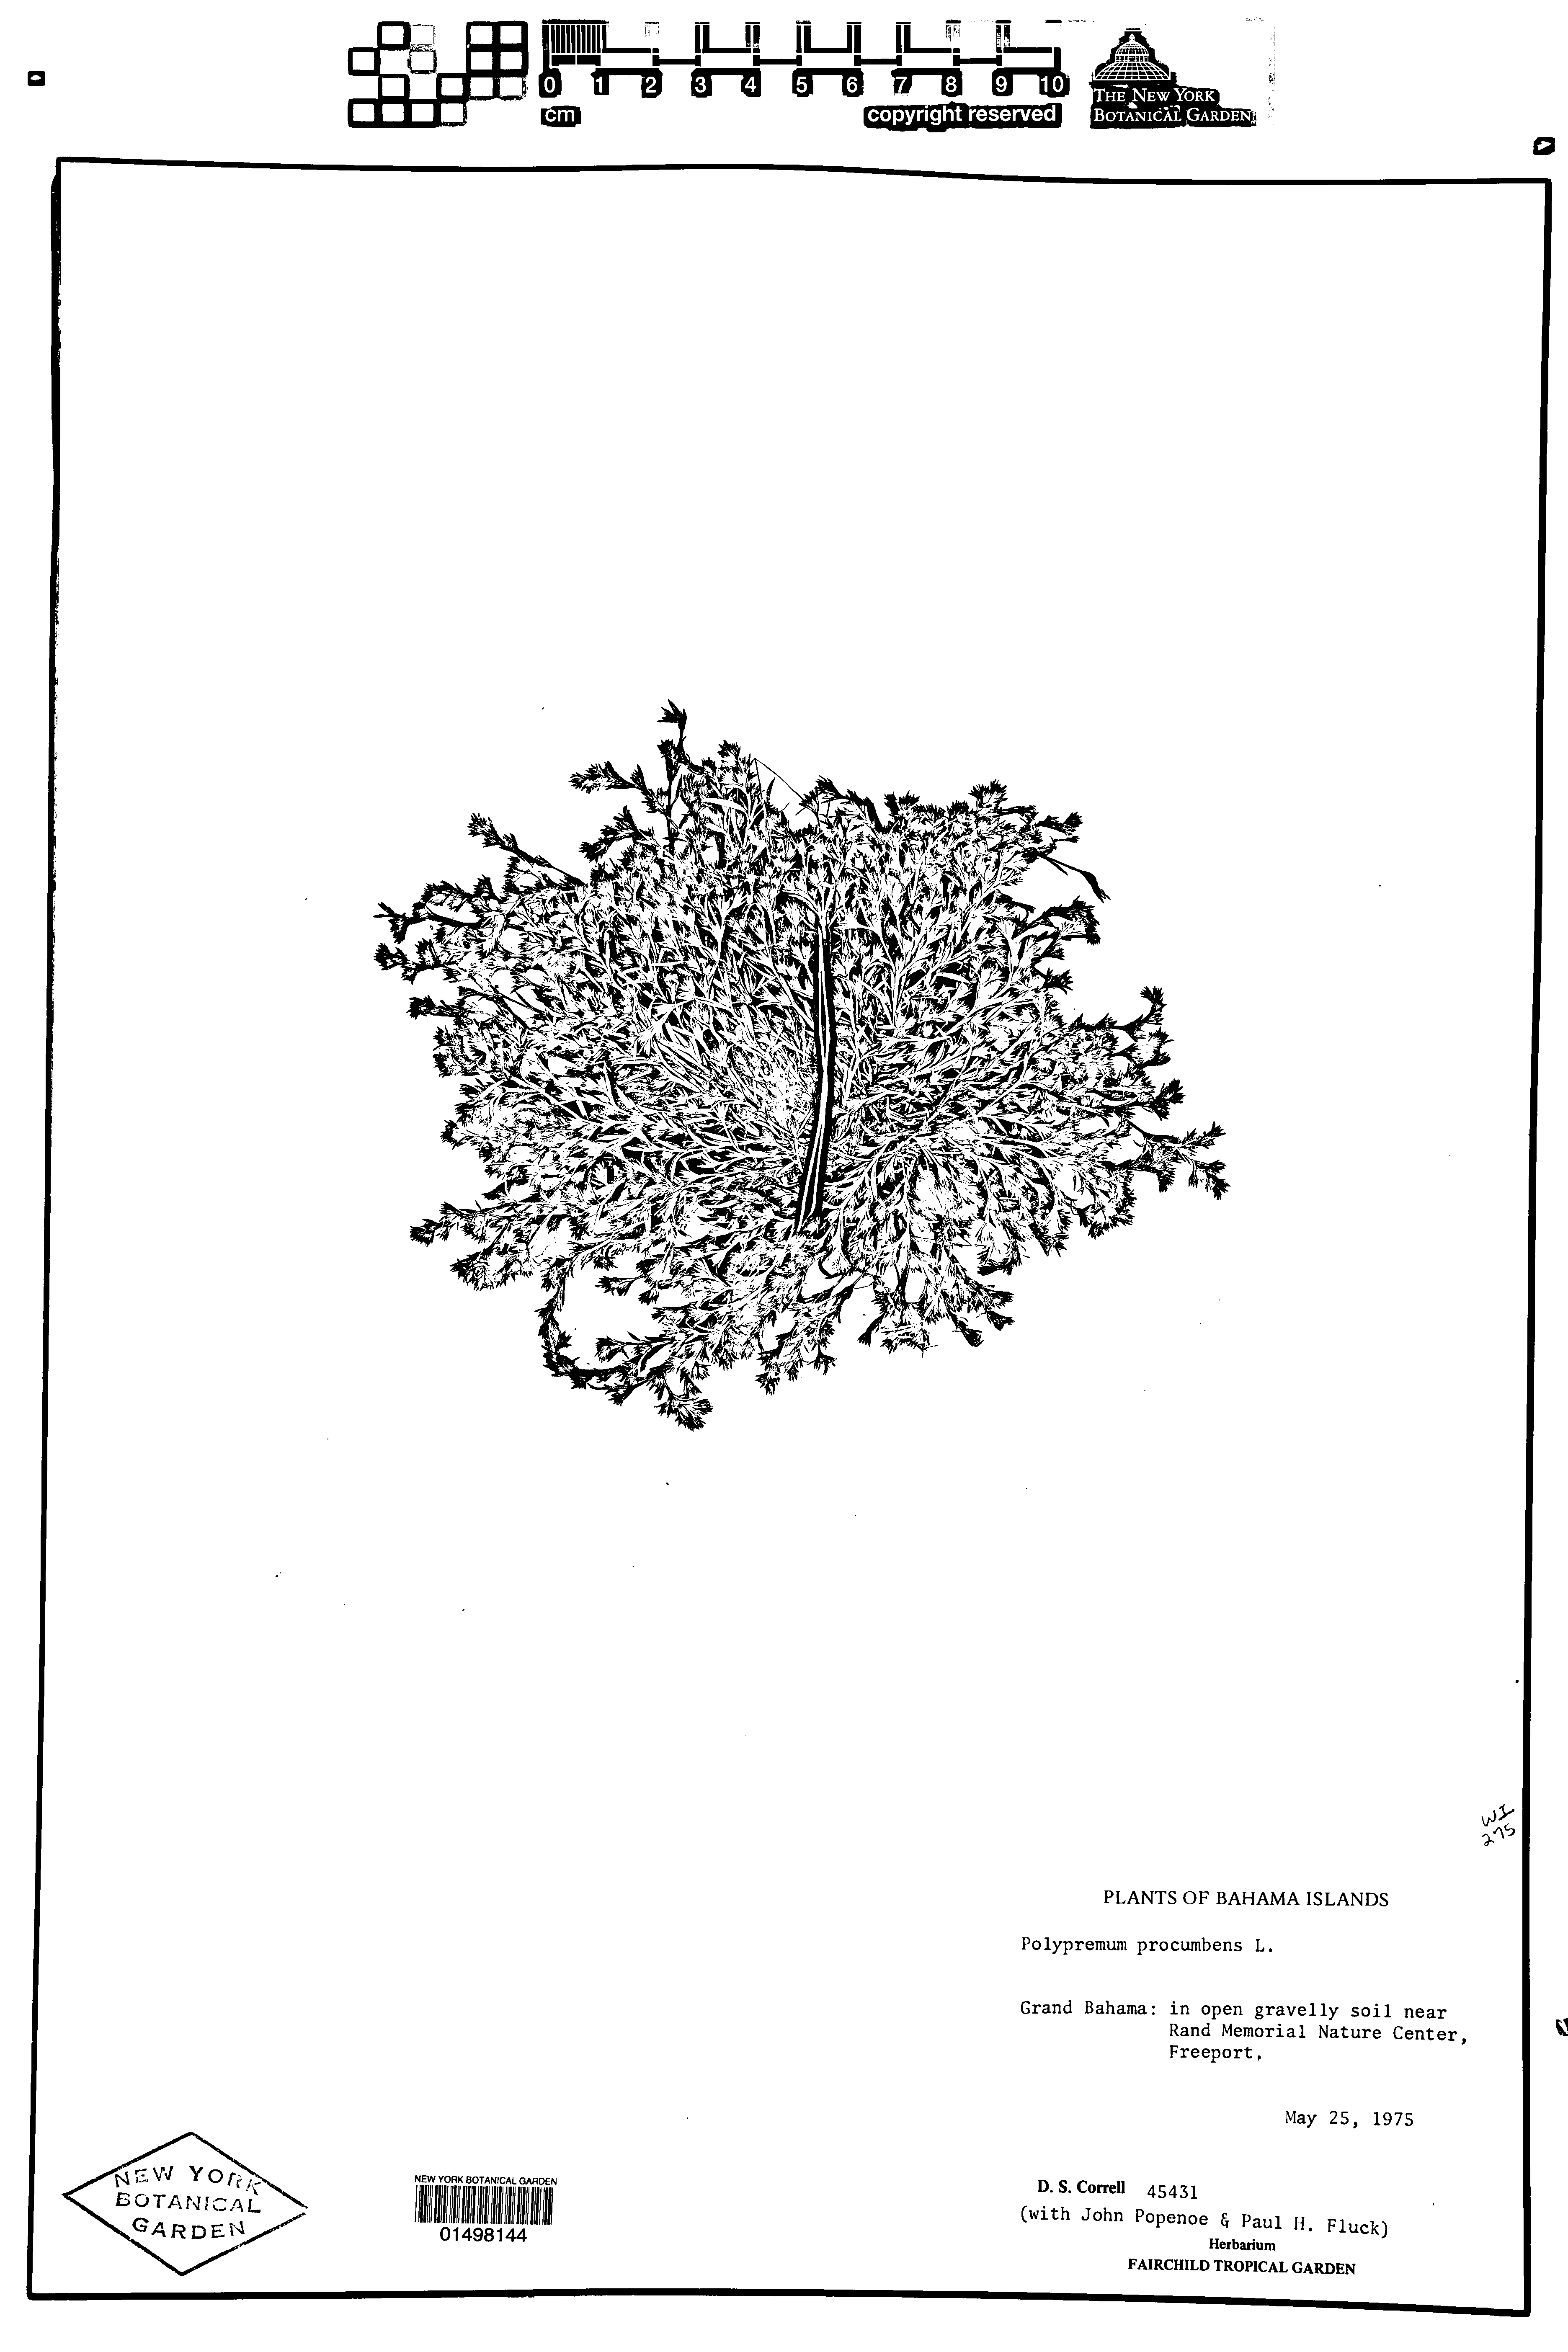 0 1 2 3 4 5 6 7 8 9 10
cm
copyright reserved
THE NEW YORK
BOTANICAL GARDEN
WI
275
PLANTS OF BAHAMA ISLANDS
Polypremum procumbens L.
Grand Bahama: in open gravelly soil near
Rand Memorial Nature Center,
Freeport.
May 25, 1975
D. S. Correll 45431
(with John Popenoe & Paul H. Fluck)
Herbarium
FAIRCHILD TROPICAL GARDEN
NEW YORK BOTANICAL GARDEN
01498144
NEW YORK
BOTANICAL
GARDEN